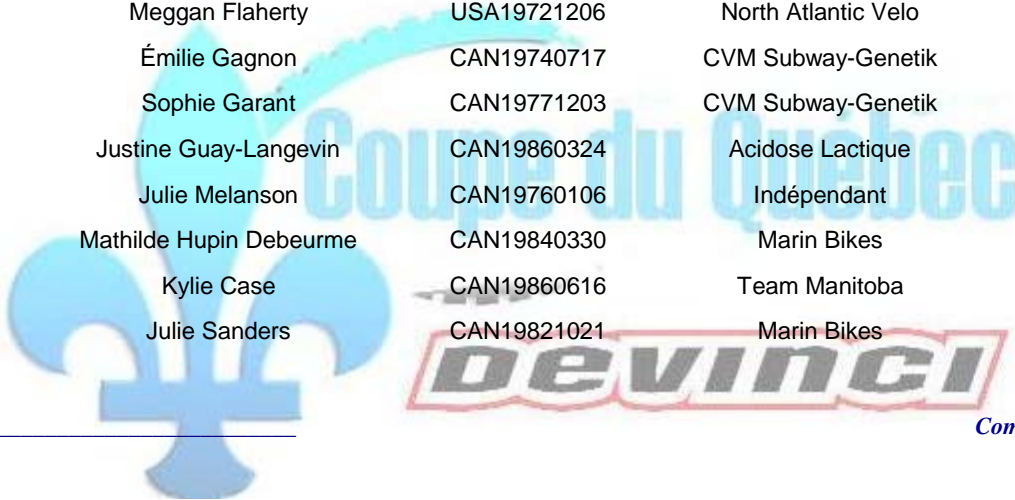 Meggan Flaherty USA19721206 North Atlantic Velo
Émilie Gagnon CAN19740717 CVM Subway-Genetik
Sophie Garant CAN19771203 CVM Subway-Genetik
Coupe du Québec
Justine Guay-Langevin CAN19860324 Acidose Lactique
Julie Melanson CAN19760106 Indépendant
Mathilde Hupin Debeurme CAN19840330 Marin Bikes
Kylie Case CAN19860616 Team Manitoba
Julie Sanders CAN19821021 Marin Bikes
DEVINCI
Com